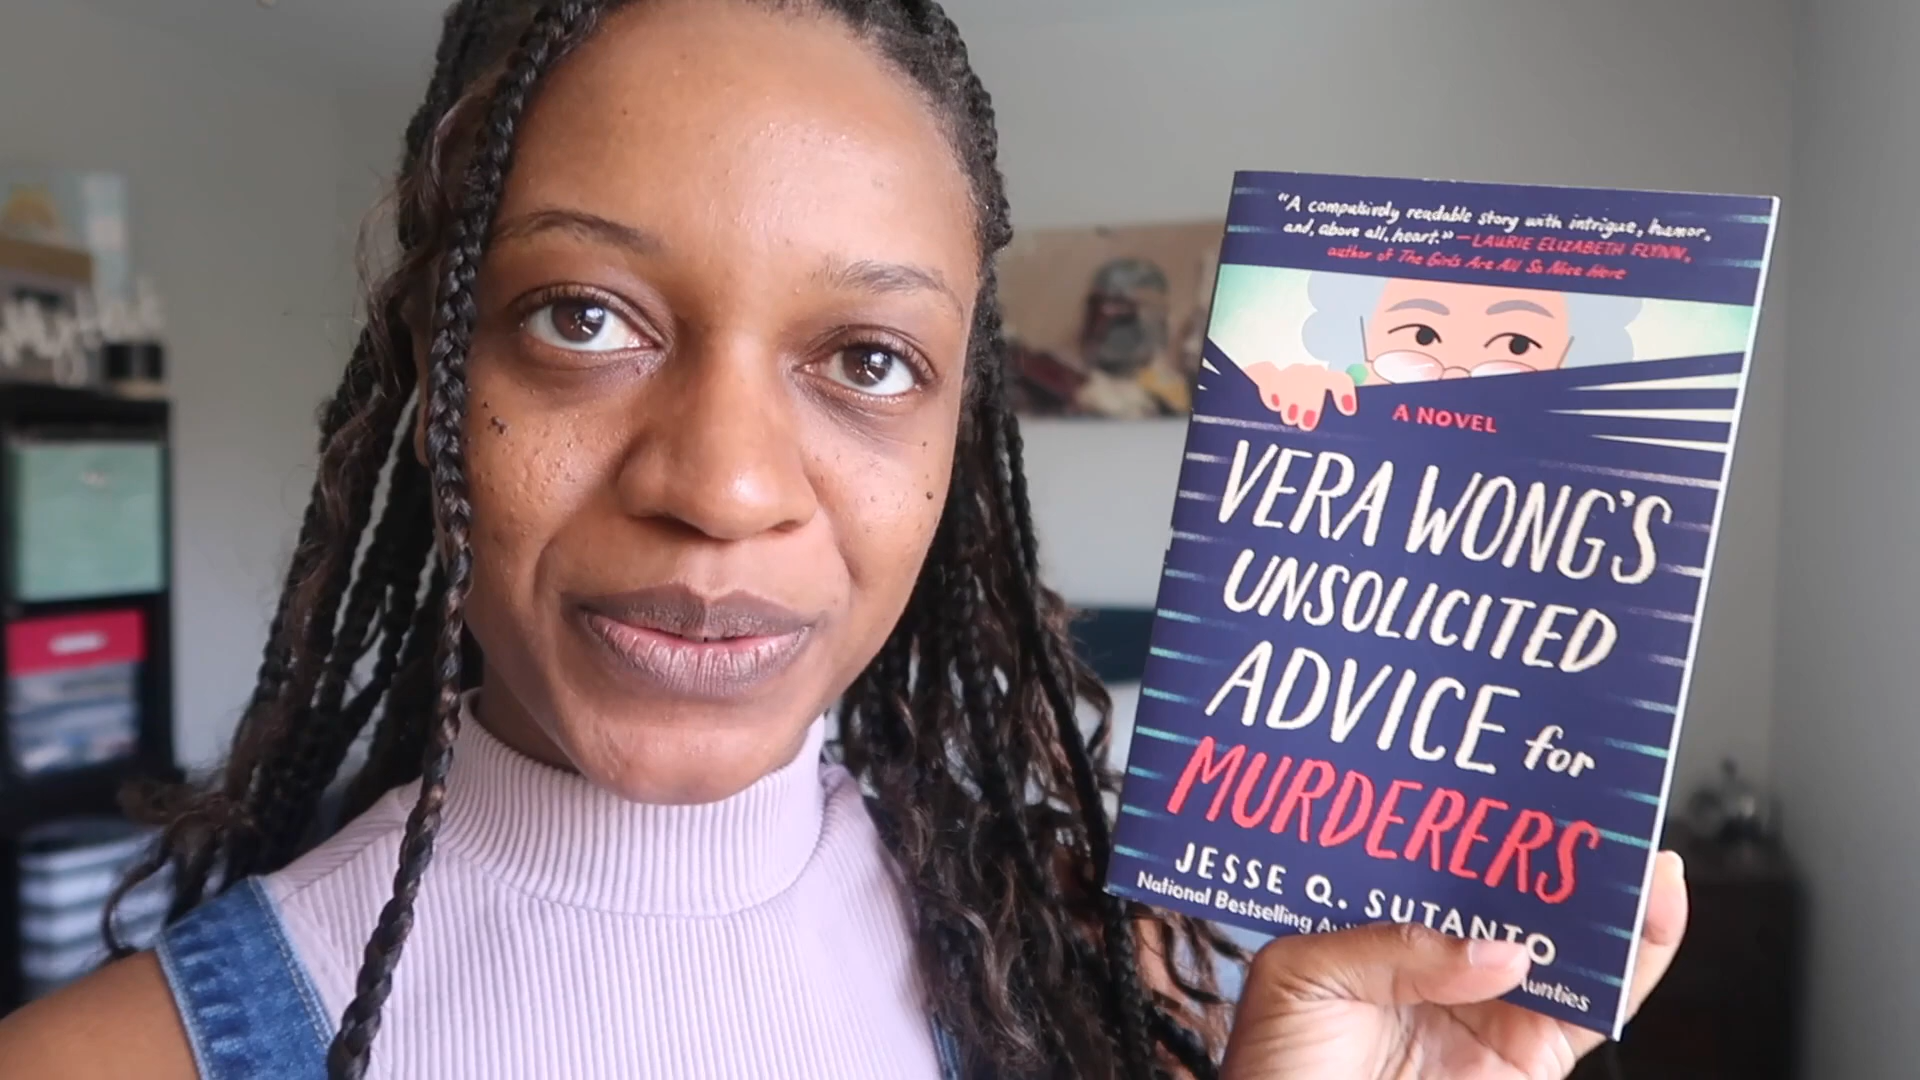 “A compulsively readable story with intrigue, humor,
and, above all, heart.” —LAURIE ELIZABETH FLYNN,
author of The Girls Are All So Nice Here
A NOVEL
VERA WONG'S
UNSOLICITED
ADVICE for
MURDERERS
JESSE Q. SUTANTO
National Bestselling
Aunties